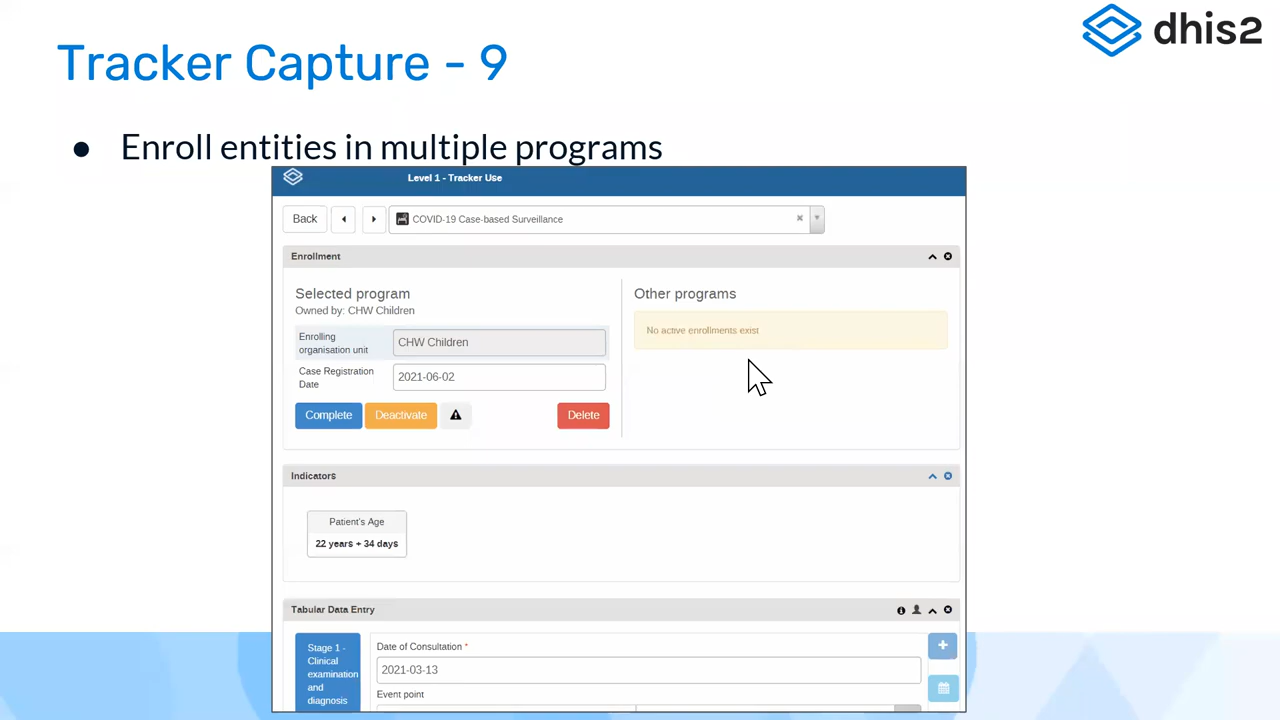 dhis2
Tracker Capture - 9
● Enroll entities in multiple programs
Level 1 - Tracker Use
Back
COVID-19 Case-based Surveillance
Enrollment
Selected program
Owned by: CHW Children
Enrolling
organisation unit
CHW Children
Case Registration
Date
2021-06-02
Complete
Deactivate
Delete
Other programs
No active enrollments exist
Indicators
Patient's Age
22 years + 34 days
Tabular Data Entry
Stage 1 -
Clinical
examination
and
diagnosis
Date of Consultation *
2021-03-13
Event point